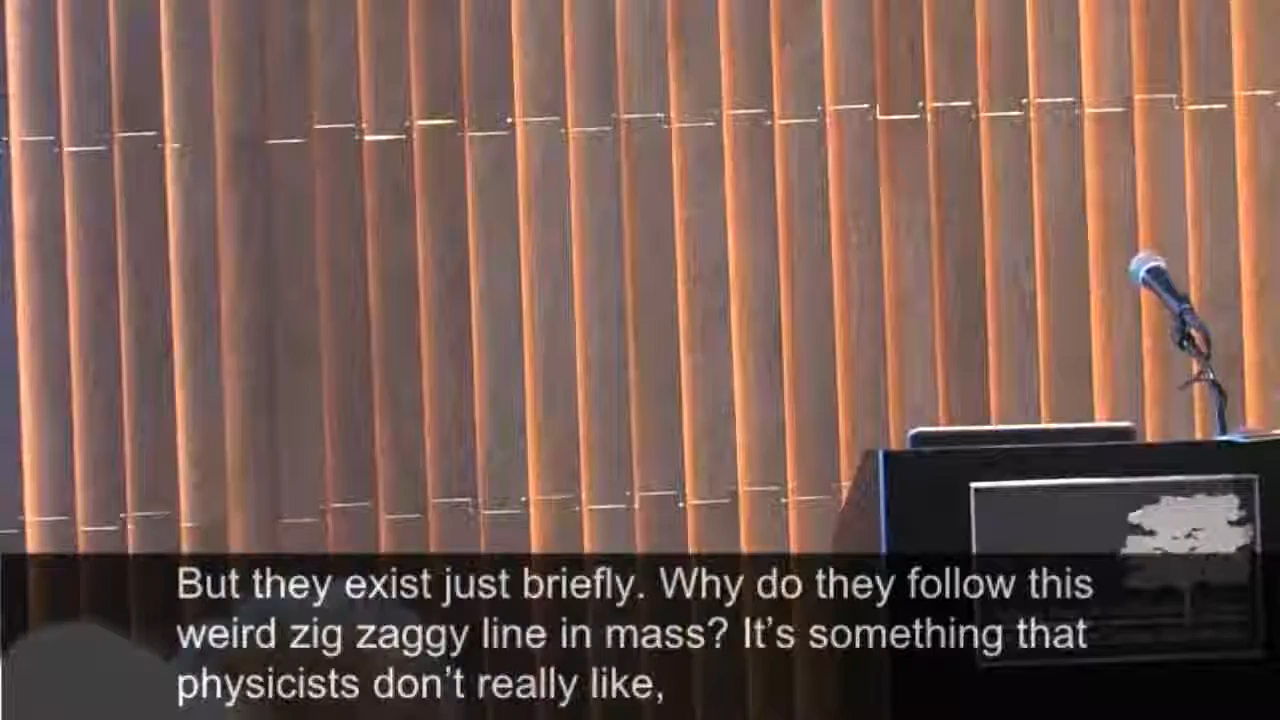 But they exist just briefly. Why do they follow this
weird zig zaggy line in mass? It’s something that
physicists don’t really like,